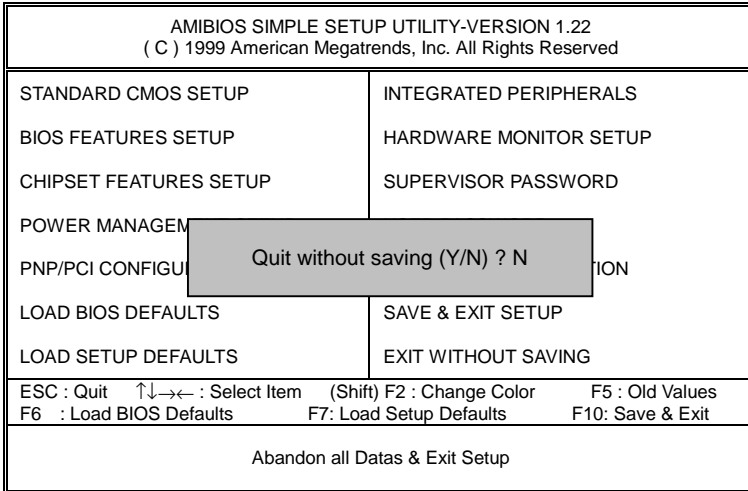 AMIBIOS SIMPLE SETUP UTILITY-VERSION 1.22
( C ) 1999 American Megatrends, Inc. All Rights Reserved
STANDARD CMOS SETUP
BIOS FEATURES SETUP
CHIPSET FEATURES SETUP
POWER MANAGEM
PNP/PCI CONFIGU
LOAD BIOS DEFAULTS
LOAD SETUP DEFAULTS
INTEGRATED PERIPHERALS
HARDWARE MONITOR SETUP
SUPERVISOR PASSWORD
TION
SAVE & EXIT SETUP
EXIT WITHOUT SAVING
Quit without saving (Y/N) ? N
ESC : Quit ↑↓→← : Select Item (Shift) F2 : Change Color F5 : Old Values
F6 : Load BIOS Defaults F7: Load Setup Defaults F10: Save & Exit
Abandon all Datas & Exit Setup